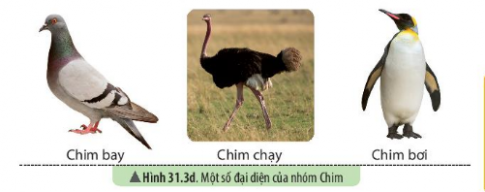 Chim bay
Chim chạy
Chim bơi
▲Hình 31.3d. Một số đại diện của nhóm Chim